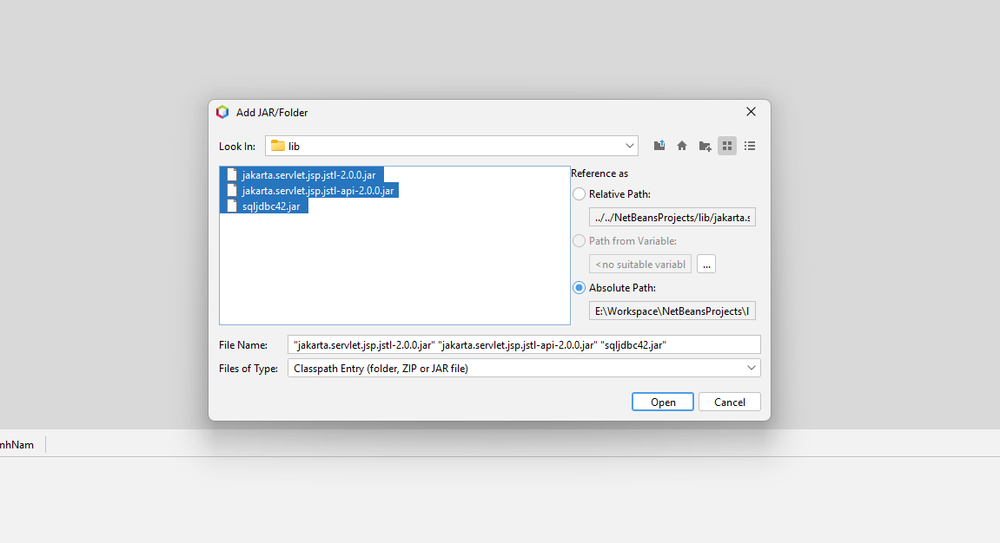 Add JAR/Folder
Look In:
lib
jakarta.servlet.jsp.jstl-2.0.0.jar
jakarta.servlet.jsp.jstl-api-2.0.0.jar
sqljdbc42.jar
Reference as
Relative Path:
../../NetBeansProjects/lib/jakarta.s
Path from Variable:
<no suitable variabl
...
Absolute Path:
E:\Workspace\NetBeansProjects\l
File Name:
"jakarta.servlet.jsp.jstl-2.0.0.jar" "jakarta.servlet.jsp.jstl-api-2.0.0.jar" "sqljdbc42.jar"
Files of Type:
Classpath Entry (folder, ZIP or JAR file)
Open
Cancel
nhNam